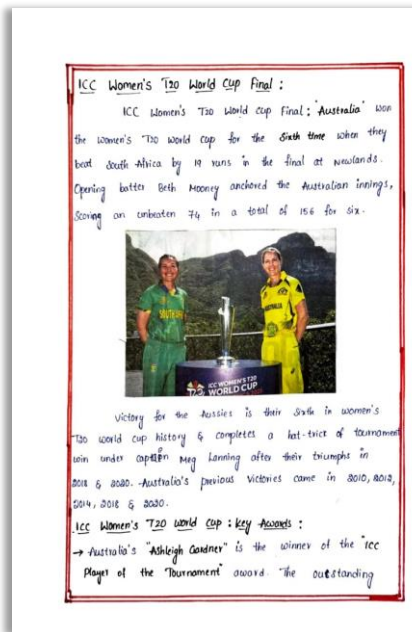 ICC Women's T20 World Cup Final :
ICC Women's T20 World Cup Final : "Australia" won
the women's T20 world cup for the Sixth time when they
beat South Africa by 19 runs in the final at Newlands.
Opening batter Beth Mooney anchored the Australian innings,
Scoring an unbeaten 74 in a total of 156 for six.
SOUTH AFRICA
AUSTRALIA
ICC WOMEN'S T20
WORLD CUP
Victory for the Aussies is their Sixth in women's
T20 world cup history & completes a hat-trick of tournament
win under captain Meg Lanning after their triumphs in
2018 & 2020. Australia's previous victories came in 2010, 2012,
2014, 2018 & 2020.
ICC Women's T20 World Cup : Key Awards :
→ Australia's "Ashleigh Gardner" is the winner of the "ICC
Player of the Tournament" award. The outstanding